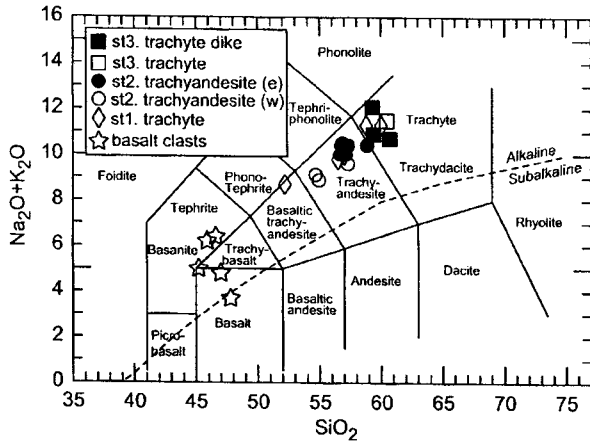 16
14
12
10
8
6
4
2
0
Na₂O+K₂O
st3. trachyte dike
st3. trachyte
st2. trachyandesite (e)
st2. trachyandesite (w)
st1. trachyte
basalt clasts
Phonolite
Tephri-
phonolite
Trachyte
Foidite
Phono-
Tephrite
Trachy-
andesite
Trachydacite
Alkaline
Subalkaline
Tephrite
Basaltic
trachy-
andesite
Rhyolite
Basanite
Trachy-
basalt
Andesite
Dacite
Basalt
Basaltic
andesite
Picro-
basalt
35
40
45
50
55
60
65
70
75
SiO₂